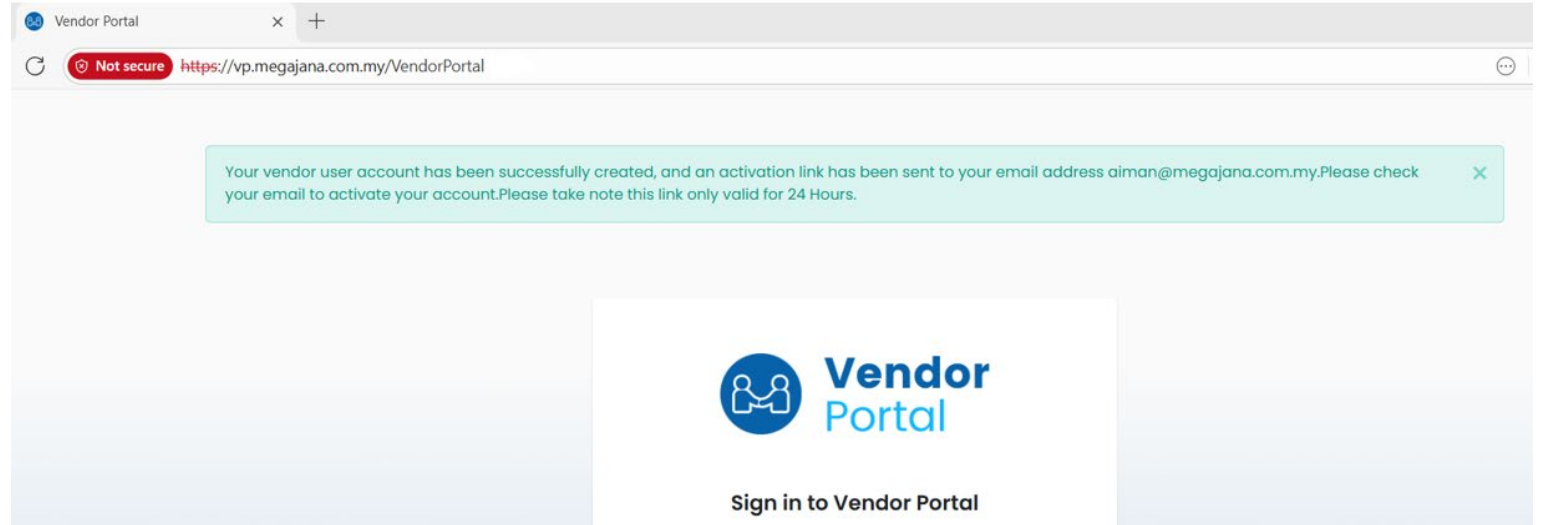 Vendor Portal
Not secure https://vp.megajana.com.my/VendorPortal
Your vendor user account has been successfully created, and an activation link has been sent to your email address aiman@megajana.com.my.Please check
your email to activate your account.Please take note this link only valid for 24 Hours.
Vendor
Portal
Sign in to Vendor Portal